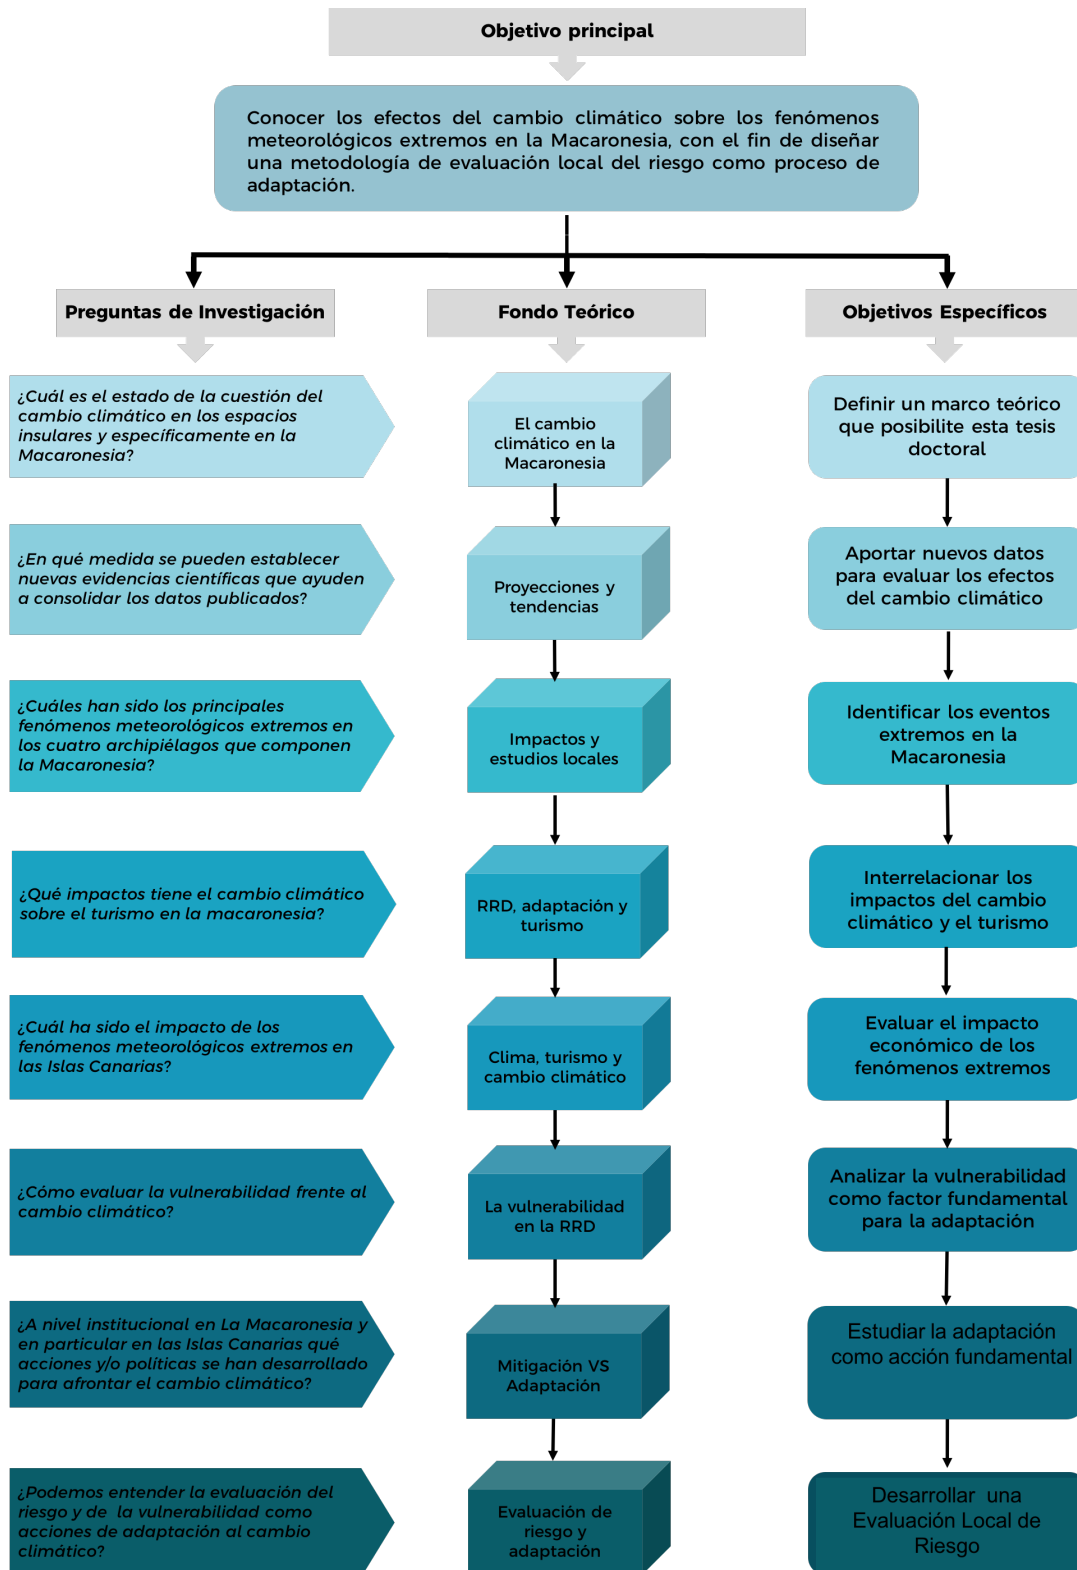 Objetivo principal
Conocer los efectos del cambio climático sobre los fenómenos
meteorológicos extremos en la Macaronesia, con el fin de diseñar
una metodología de evaluación local del riesgo como proceso de
adaptación.
Preguntas de Investigación
Fondo Teórico
Objetivos Específicos
¿Cuál es el estado de la cuestión del
cambio climático en los espacios
insulares y específicamente en la
Macaronesia?
El cambio
climático en la
Macaronesia
Definir un marco teórico
que posibilite esta tesis
doctoral
¿En qué medida se pueden establecer
nuevas evidencias científicas que ayuden
a consolidar los datos publicados?
Proyecciones y
tendencias
Aportar nuevos datos
para evaluar los efectos
del cambio climático
¿Cuáles han sido los principales
fenómenos meteorológicos extremos en
los cuatro archipiélagos que componen
la Macaronesia?
Impactos y
estudios locales
Identificar los eventos
extremos en la
Macaronesia
¿Qué impactos tiene el cambio climático
sobre el turismo en la macaronesia?
RRD, adaptación y
turismo
Interrelacionar los
impactos del cambio
climático y el turismo
¿Cuál ha sido el impacto de los
fenómenos meteorológicos extremos en
las Islas Canarias?
Clima, turismo y
cambio climático
Evaluar el impacto
económico de los
fenómenos extremos
¿Cómo evaluar la vulnerabilidad frente al
cambio climático?
La vulnerabilidad
en la RRD
Analizar la vulnerabilidad
como factor fundamental
para la adaptación
¿A nivel institucional en La Macaronesia y
en particular en las Islas Canarias qué
acciones y/o políticas se han desarrollado
para afrontar el cambio climático?
Mitigación VS
Adaptación
Estudiar la adaptación
como acción fundamental
¿Podemos entender la evaluación del
riesgo y de la vulnerabilidad como
acciones de adaptación al cambio
climático?
Evaluación de
riesgo y
adaptación
Desarrollar una
Evaluación Local de
Riesgo